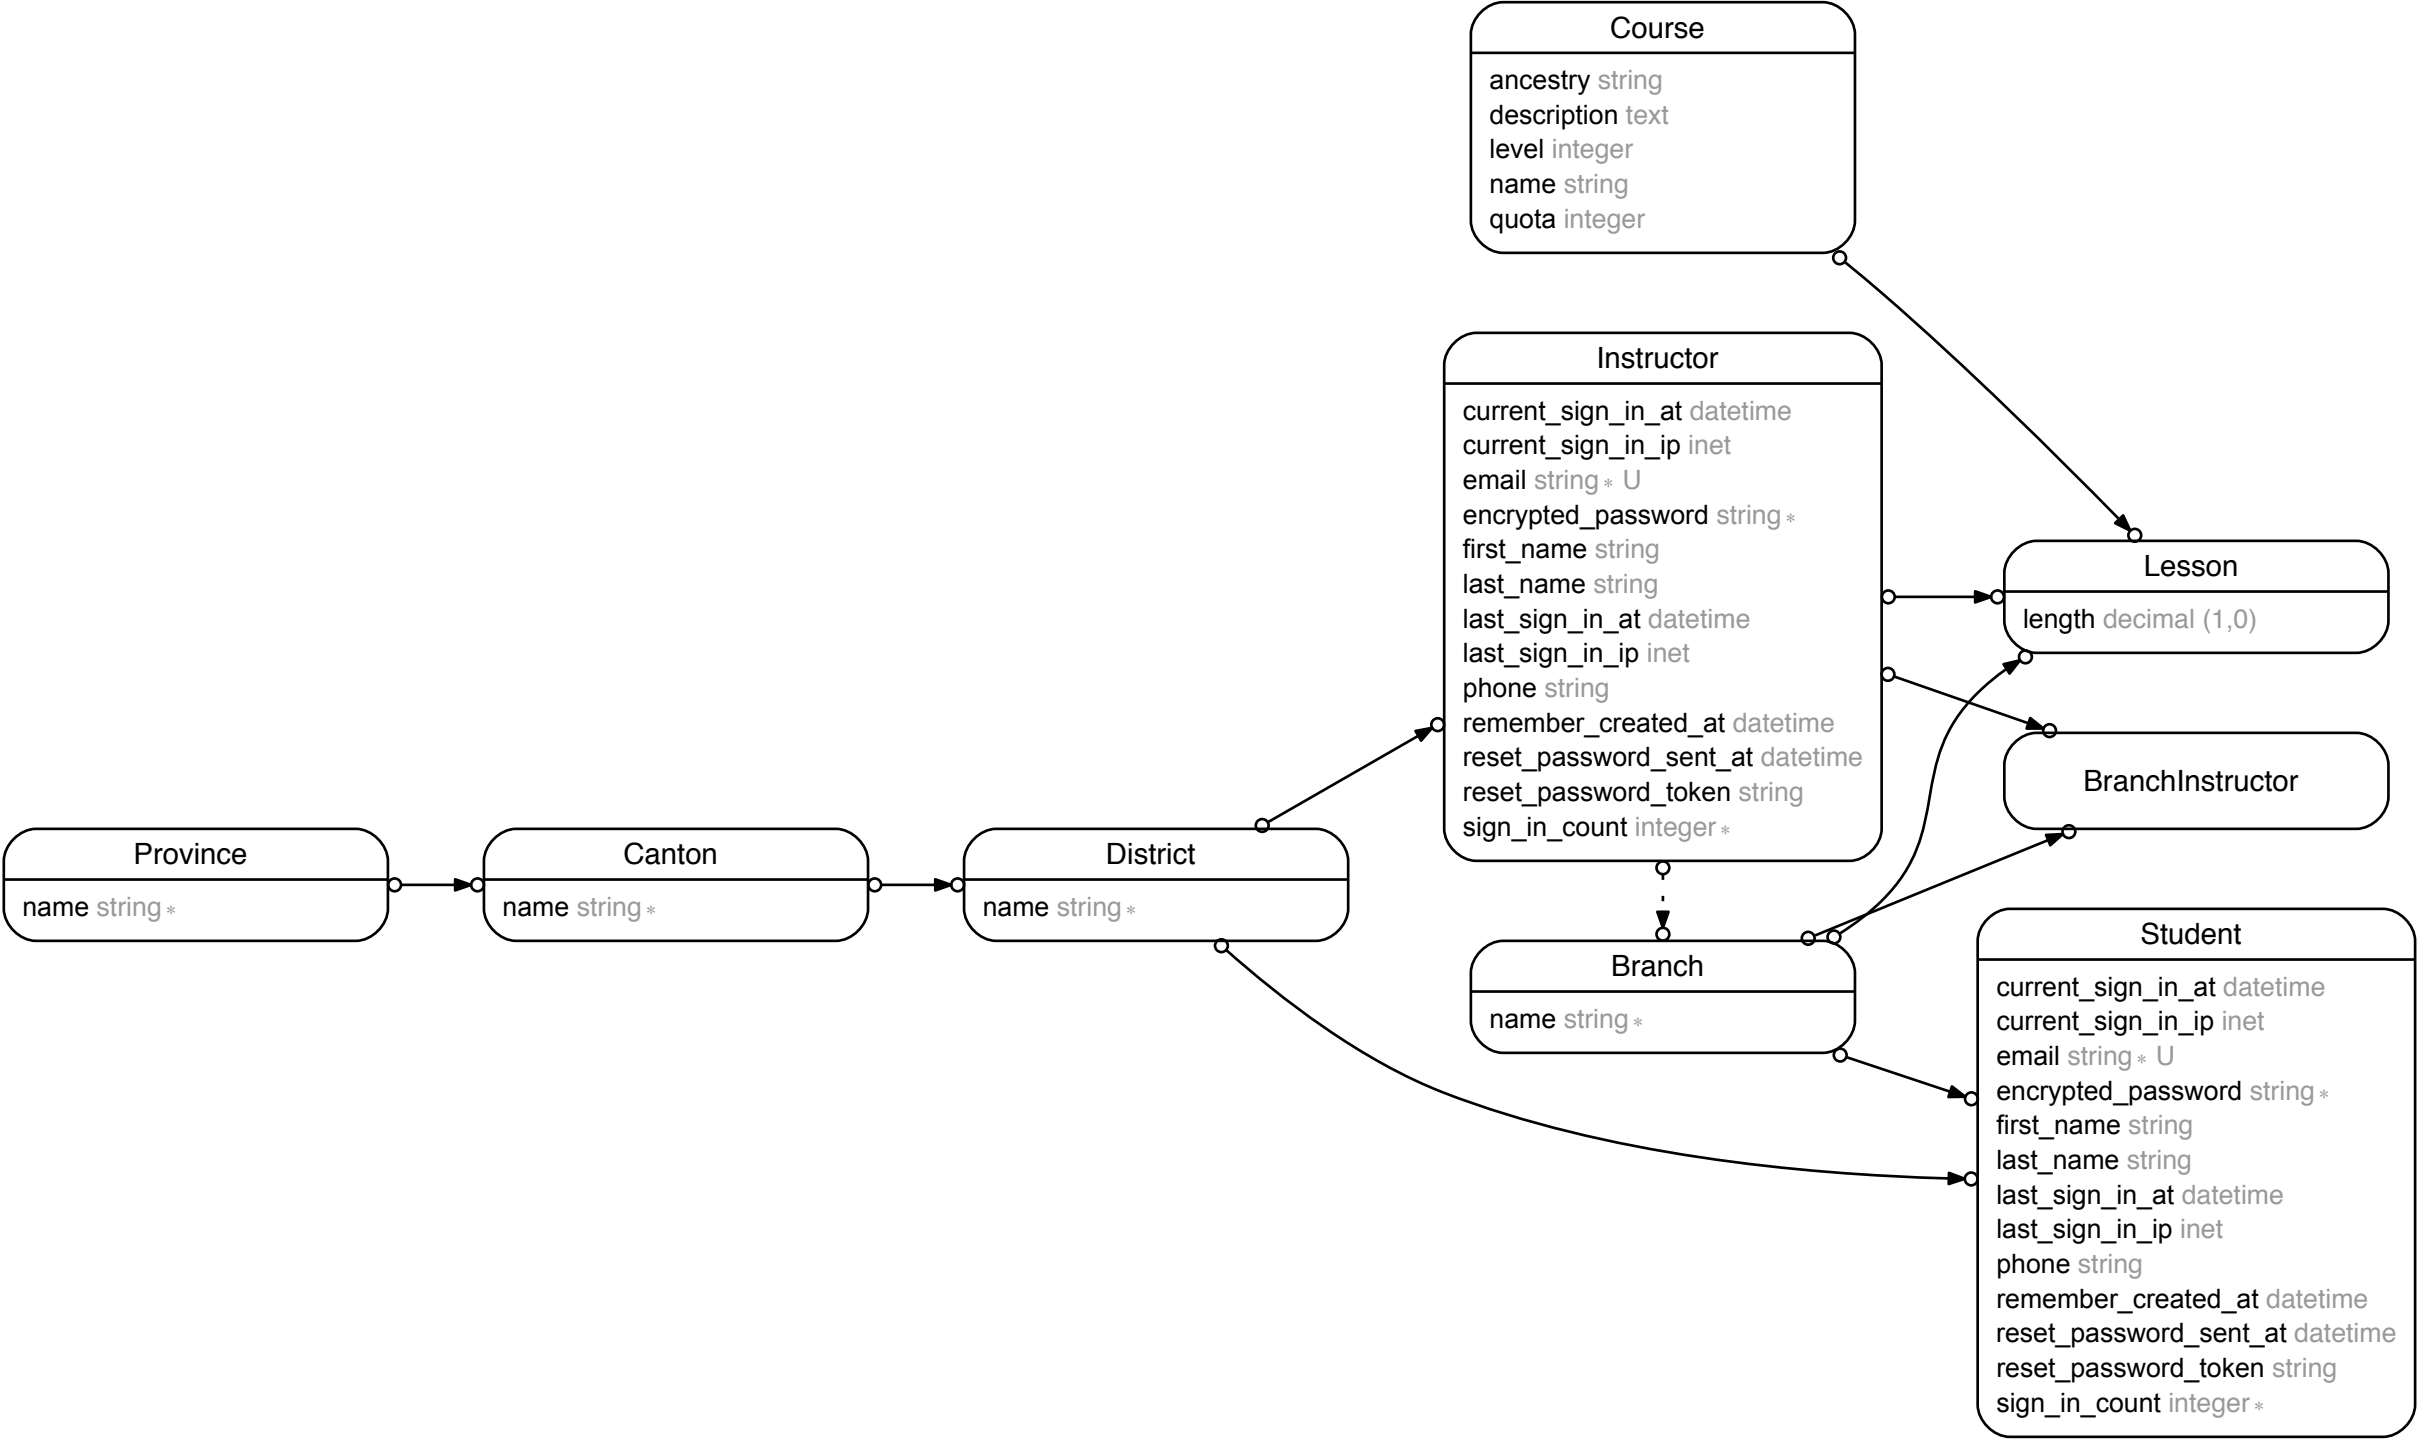 Course
ancestry string
description text
level integer
name string
quota integer
Instructor
current_sign_in_at datetime
current_sign_in_ip inet
email string∗ U
encrypted_password string∗
first_name string
last_name string
last_sign_in_at datetime
last_sign_in_ip inet
phone string
remember_created_at datetime
reset_password_sent_at datetime
reset_password_token string
sign_in_count integer∗
Lesson
length decimal (1,0)
BranchInstructor
Province
name string∗
Canton
name string∗
District
name string∗
Branch
name string∗
Student
current_sign_in_at datetime
current_sign_in_ip inet
email string∗ U
encrypted_password string∗
first_name string
last_name string
last_sign_in_at datetime
last_sign_in_ip inet
phone string
remember_created_at datetime
reset_password_sent_at datetime
reset_password_token string
sign_in_count integer∗